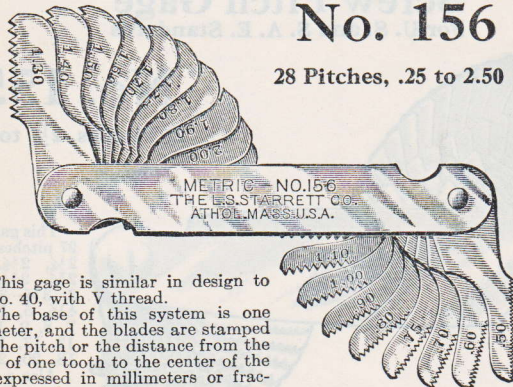 No. 156
28 Pitches, .25 to 2.50
1.30
1.40
1.50
1.80
1.90
2.00
METRIC - NO.156
THE L.S. STARRETT CO.
ATHOL. MASS. U.S.A.
1.10
1.00
.90
.80
.75
.70
.60
.50
This gage is similar in design to
No. 40, with V thread.
The base of this system is one
meter, and the blades are stamped
the pitch or the distance from the
of one tooth to the center of the
expressed in millimeters or frac-